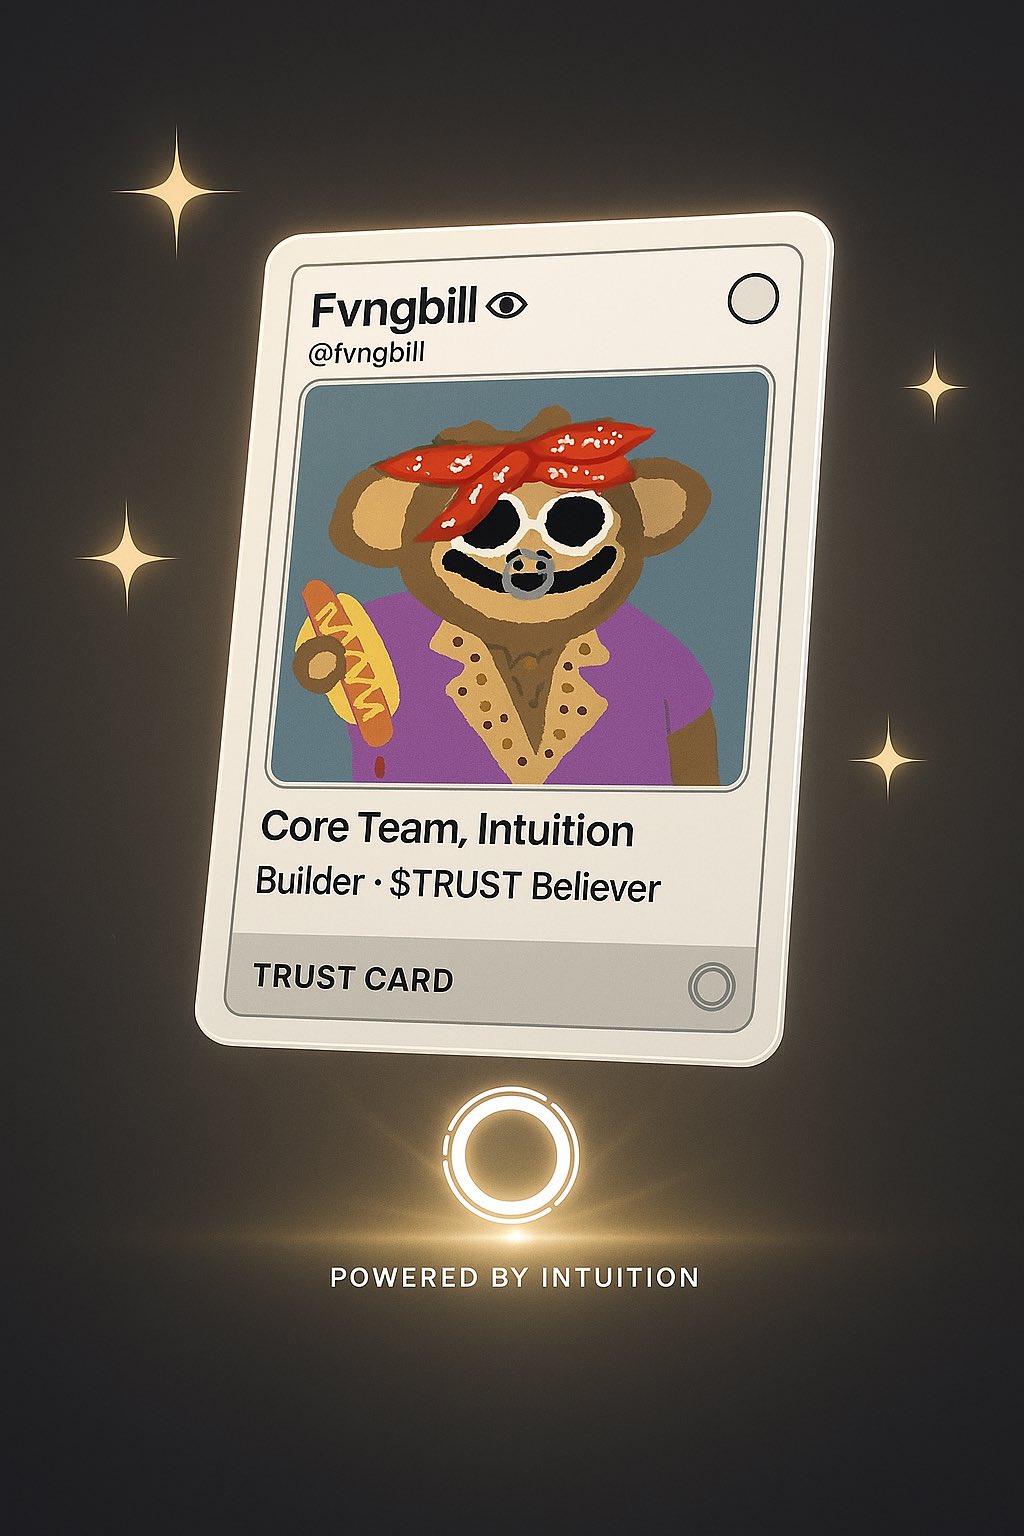 Fvngbill
@fvngbill
Core Team, Intuition
Builder · $TRUST Believer
TRUST CARD
POWERED BY INTUITION